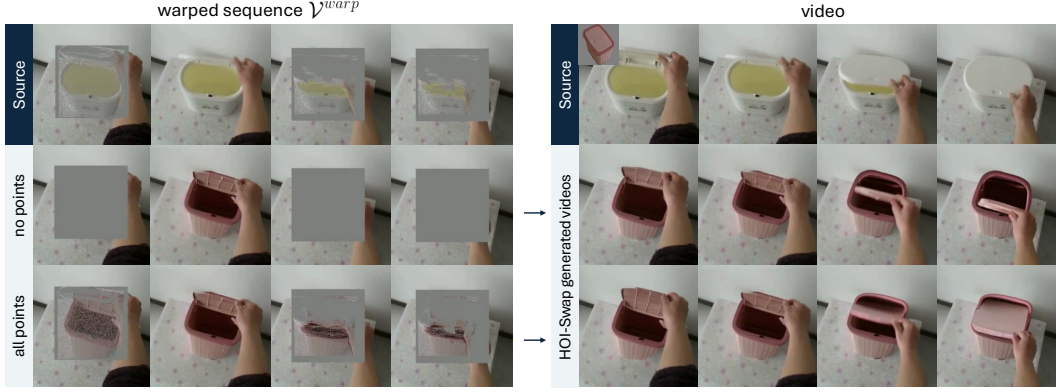 warped sequence 𝒱^{warp}
video
Source
no points
all points
Source
HOI-Swap generated videos